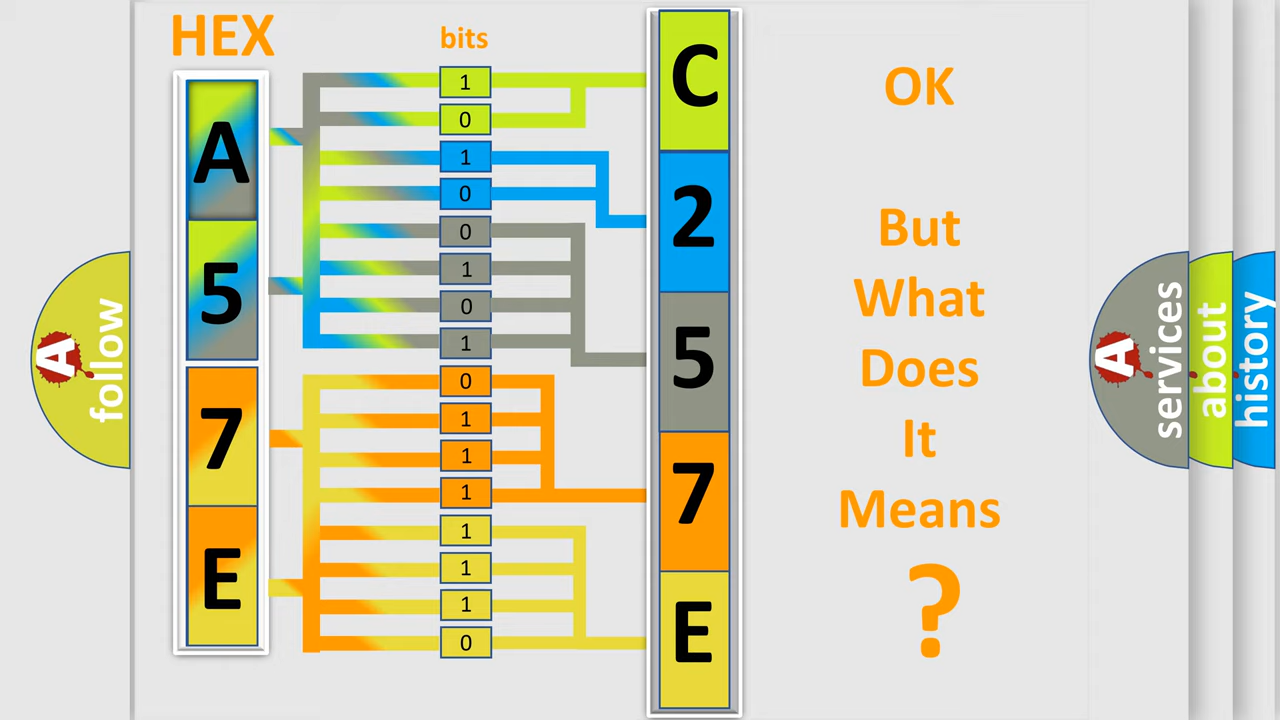 HEX
bits
A
5
7
E
1
0
1
0
0
1
0
1
0
1
1
1
1
1
1
0
C
2
5
7
E
OK
But
What
Does
It
Means
?
A
follow
A
services
about
history